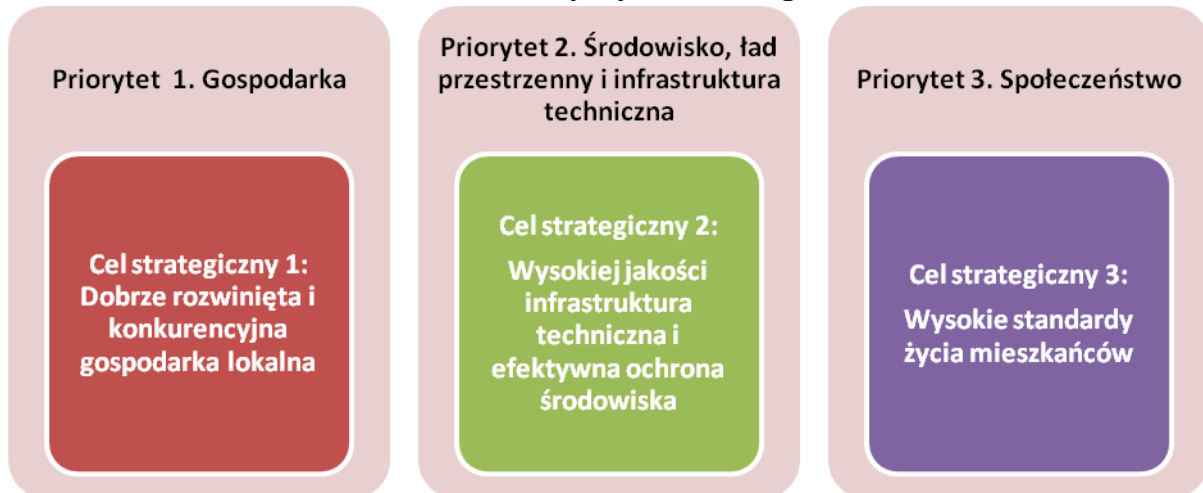 Priorytet 1. Gospodarka
Cel strategiczny 1:
Dobrze rozwinięta i
konkurencyjna
gospodarka lokalna
Priorytet 2. Środowisko, ład
przestrzenny i infrastruktura
techniczna
Cel strategiczny 2:
Wysokiej jakości
infrastruktura
techniczna i
efektywna ochrona
środowiska
Priorytet 3. Społeczeństwo
Cel strategiczny 3:
Wysokie standardy
życia mieszkańców